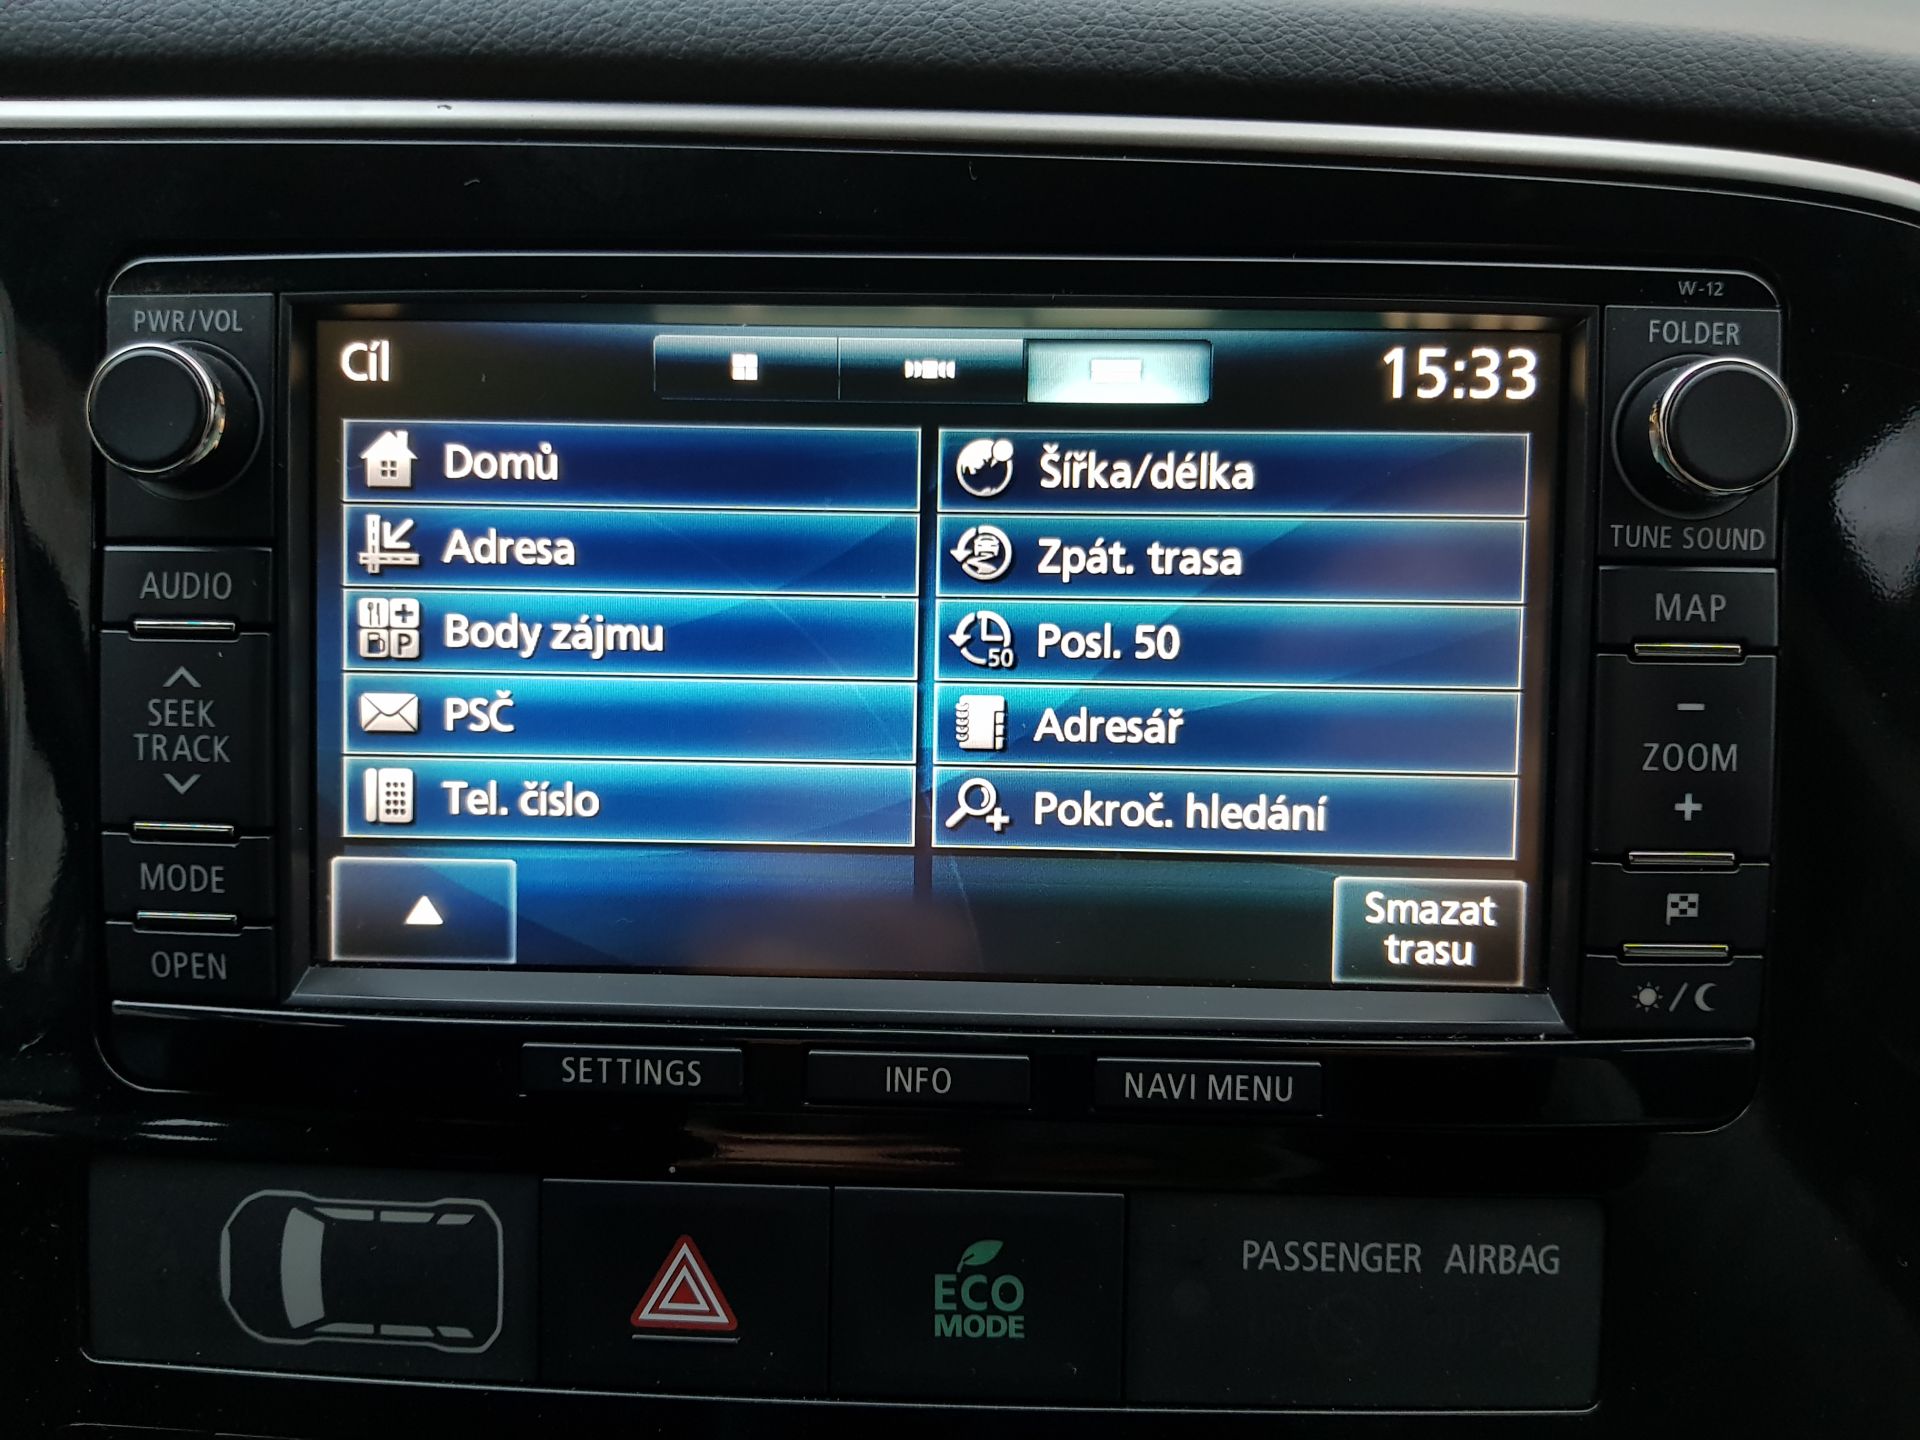 W-12
PWR/VOL
FOLDER
Cíl
15:33
Domů
Šířka/délka
TUNE SOUND
Adresa
Zpát. trasa
AUDIO
MAP
Body zájmu
Posl. 50
50
P
SEEK
TRACK
PSČ
Adresář
ZOOM
Tel. číslo
Pokroč. hledání
MODE
Smazat
trasu
OPEN
SETTINGS
INFO
NAVI MENU
PASSENGER AIRBAG
ECO
MODE